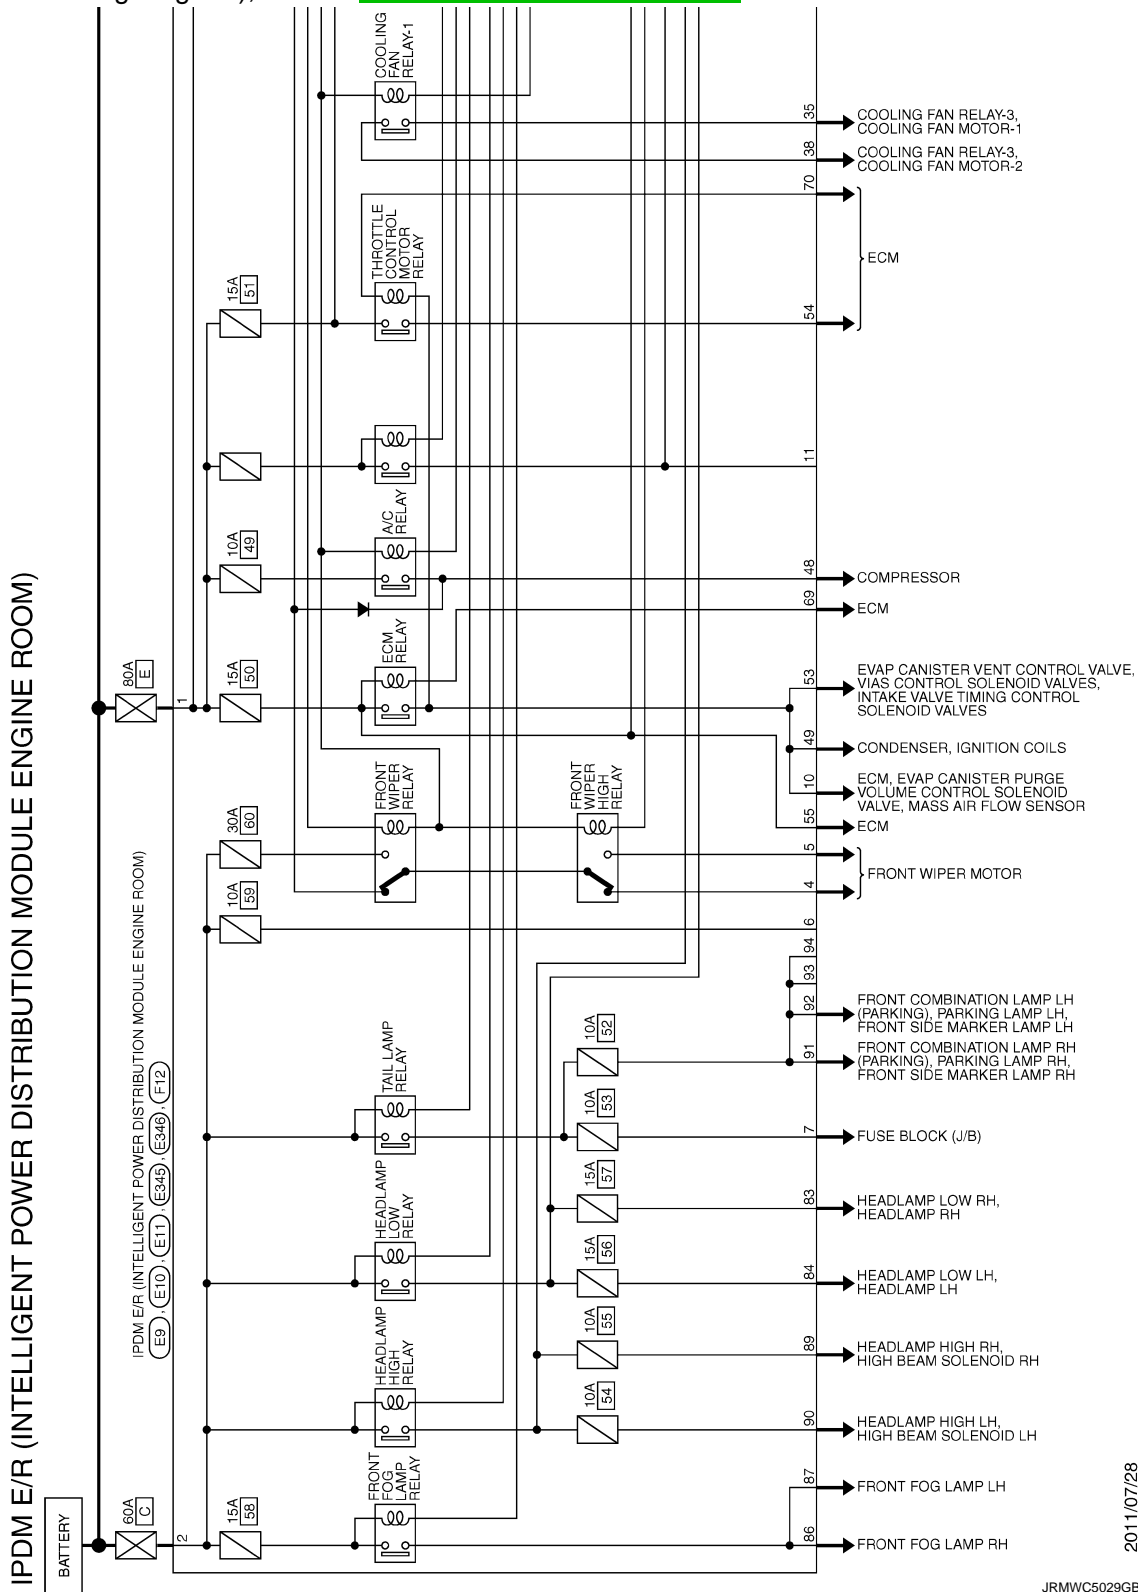 IPDM E/R (INTELLIGENT POWER DISTRIBUTION MODULE ENGINE ROOM)
BATTERY
60A
C
80A
E
IPDM E/R (INTELLIGENT POWER DISTRIBUTION MODULE ENGINE ROOM)
E9 , E10 , E11 , E345 , E346 , F12
2
1
15A
58
10A
59
30A
60
15A
50
10A
49
15A
51
FRONT
FOG
LAMP
RELAY
HEADLAMP
HIGH
RELAY
HEADLAMP
LOW
RELAY
TAIL LAMP
RELAY
FRONT
WIPER
RELAY
ECM
RELAY
A/C
RELAY
THROTTLE
CONTROL
MOTOR
RELAY
COOLING
FAN
RELAY-1
10A
54
10A
55
15A
56
15A
57
10A
53
10A
52
FRONT
WIPER
HIGH
RELAY
35
COOLING FAN RELAY-3,
COOLING FAN MOTOR-1
38
COOLING FAN RELAY-3,
COOLING FAN MOTOR-2
70
ECM
54
11
48
COMPRESSOR
69
ECM
53
EVAP CANISTER VENT CONTROL VALVE,
VIAS CONTROL SOLENOID VALVES,
INTAKE VALVE TIMING CONTROL
SOLENOID VALVES
49
CONDENSER, IGNITION COILS
10
ECM, EVAP CANISTER PURGE
VOLUME CONTROL SOLENOID
VALVE, MASS AIR FLOW SENSOR
55
ECM
5
FRONT WIPER MOTOR
4
6
94
93
92
FRONT COMBINATION LAMP LH
(PARKING), PARKING LAMP LH,
FRONT SIDE MARKER LAMP LH
91
FRONT COMBINATION LAMP RH
(PARKING), PARKING LAMP RH,
FRONT SIDE MARKER LAMP RH
7
FUSE BLOCK (J/B)
83
HEADLAMP LOW RH,
HEADLAMP RH
84
HEADLAMP LOW LH,
HEADLAMP LH
89
HEADLAMP HIGH RH,
HIGH BEAM SOLENOID RH
90
HEADLAMP HIGH LH,
HIGH BEAM SOLENOID LH
87
FRONT FOG LAMP LH
86
FRONT FOG LAMP RH
2011/07/28
JRMWC5029GB